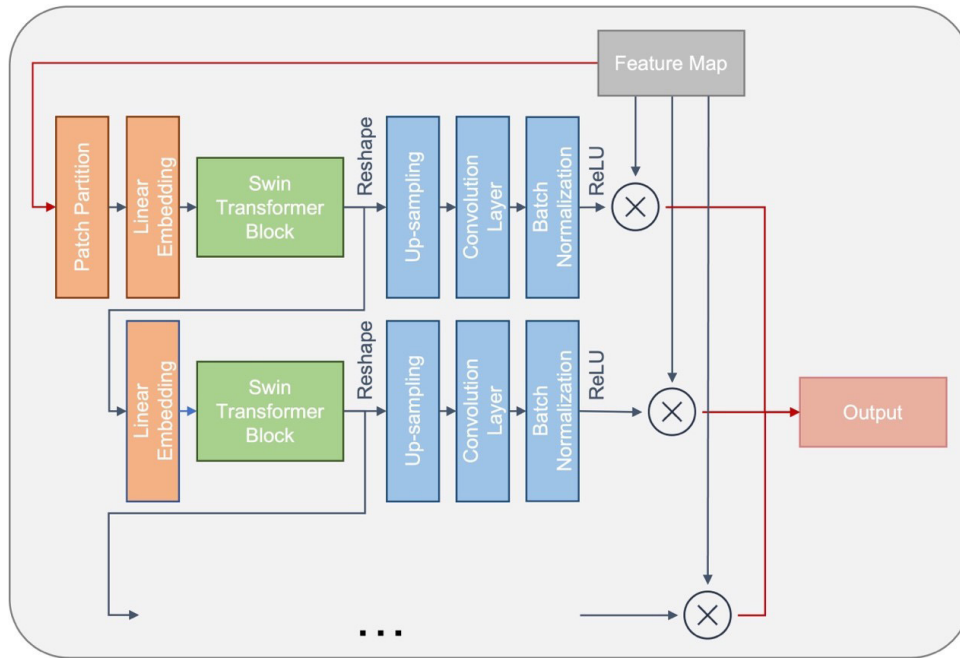 Feature Map
Patch Partition
Linear
Embedding
Swin
Transformer
Block
Reshape
Up-sampling
Convolution
Layer
Batch
Normalization
ReLU
Linear
Embedding
Swin
Transformer
Block
Reshape
Up-sampling
Convolution
Layer
Batch
Normalization
ReLU
Output
...